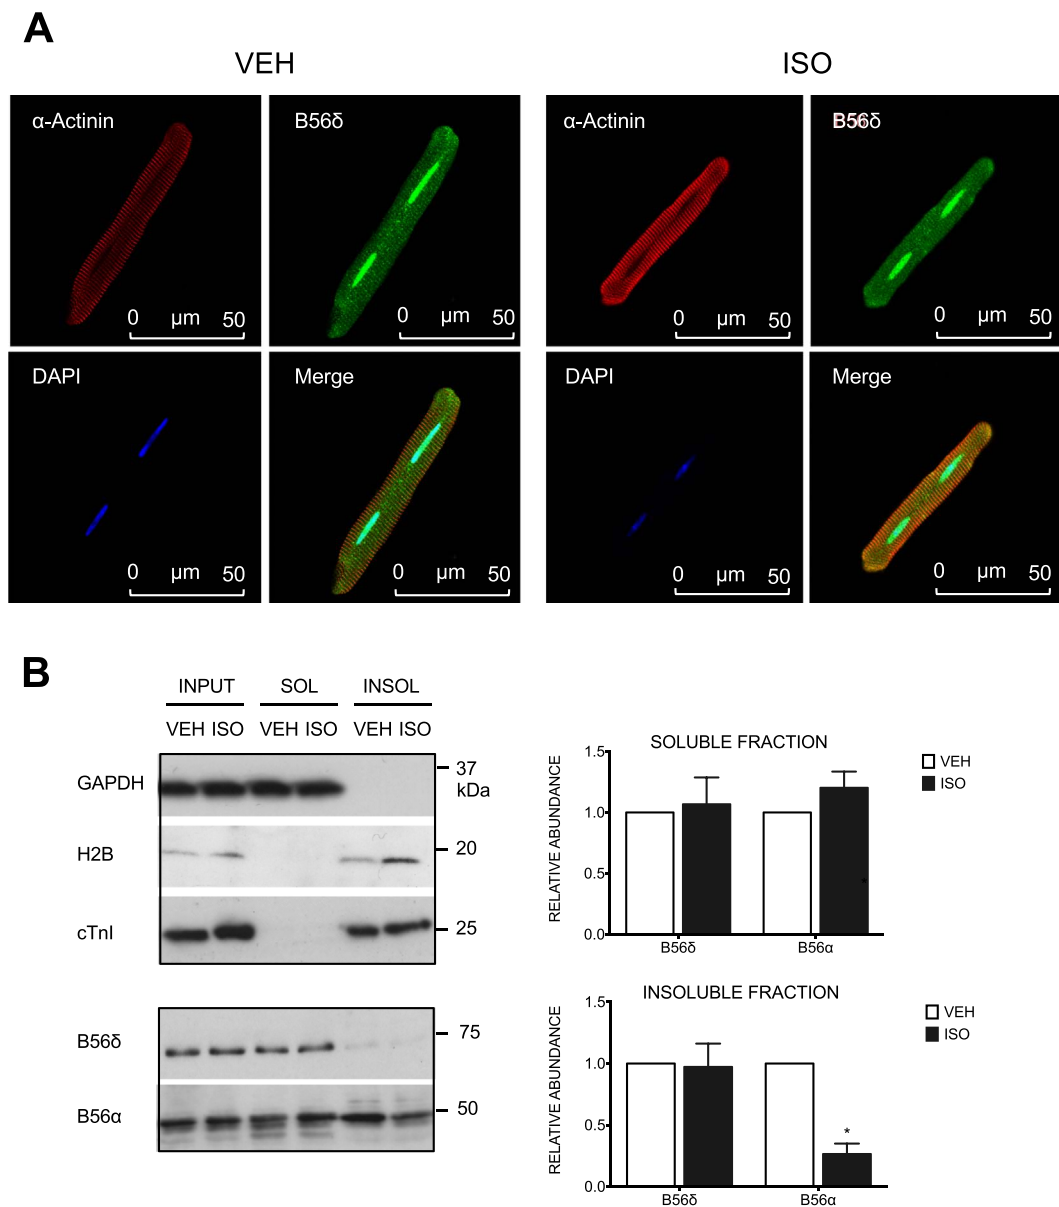 A
VEH
ISO
α-Actinin
B56δ
α-Actinin
B56δ
0 μm 50
0 μm 50
0 μm 50
0 μm 50
DAPI
Merge
DAPI
Merge
0 μm 50
0 μm 50
0 μm 50
0 μm 50
B
INPUT SOL INSOL
VEH ISO VEH ISO VEH ISO
GAPDH
37
kDa
H2B
20
cTnI
25
B56δ
75
B56α
50
SOLUBLE FRACTION
RELATIVE ABUNDANCE
1.5
1.0
0.5
0.0
B56δ B56α
VEH
ISO
INSOLUBLE FRACTION
RELATIVE ABUNDANCE
1.5
1.0
0.5
0.0
*
B56δ B56α
VEH
ISO